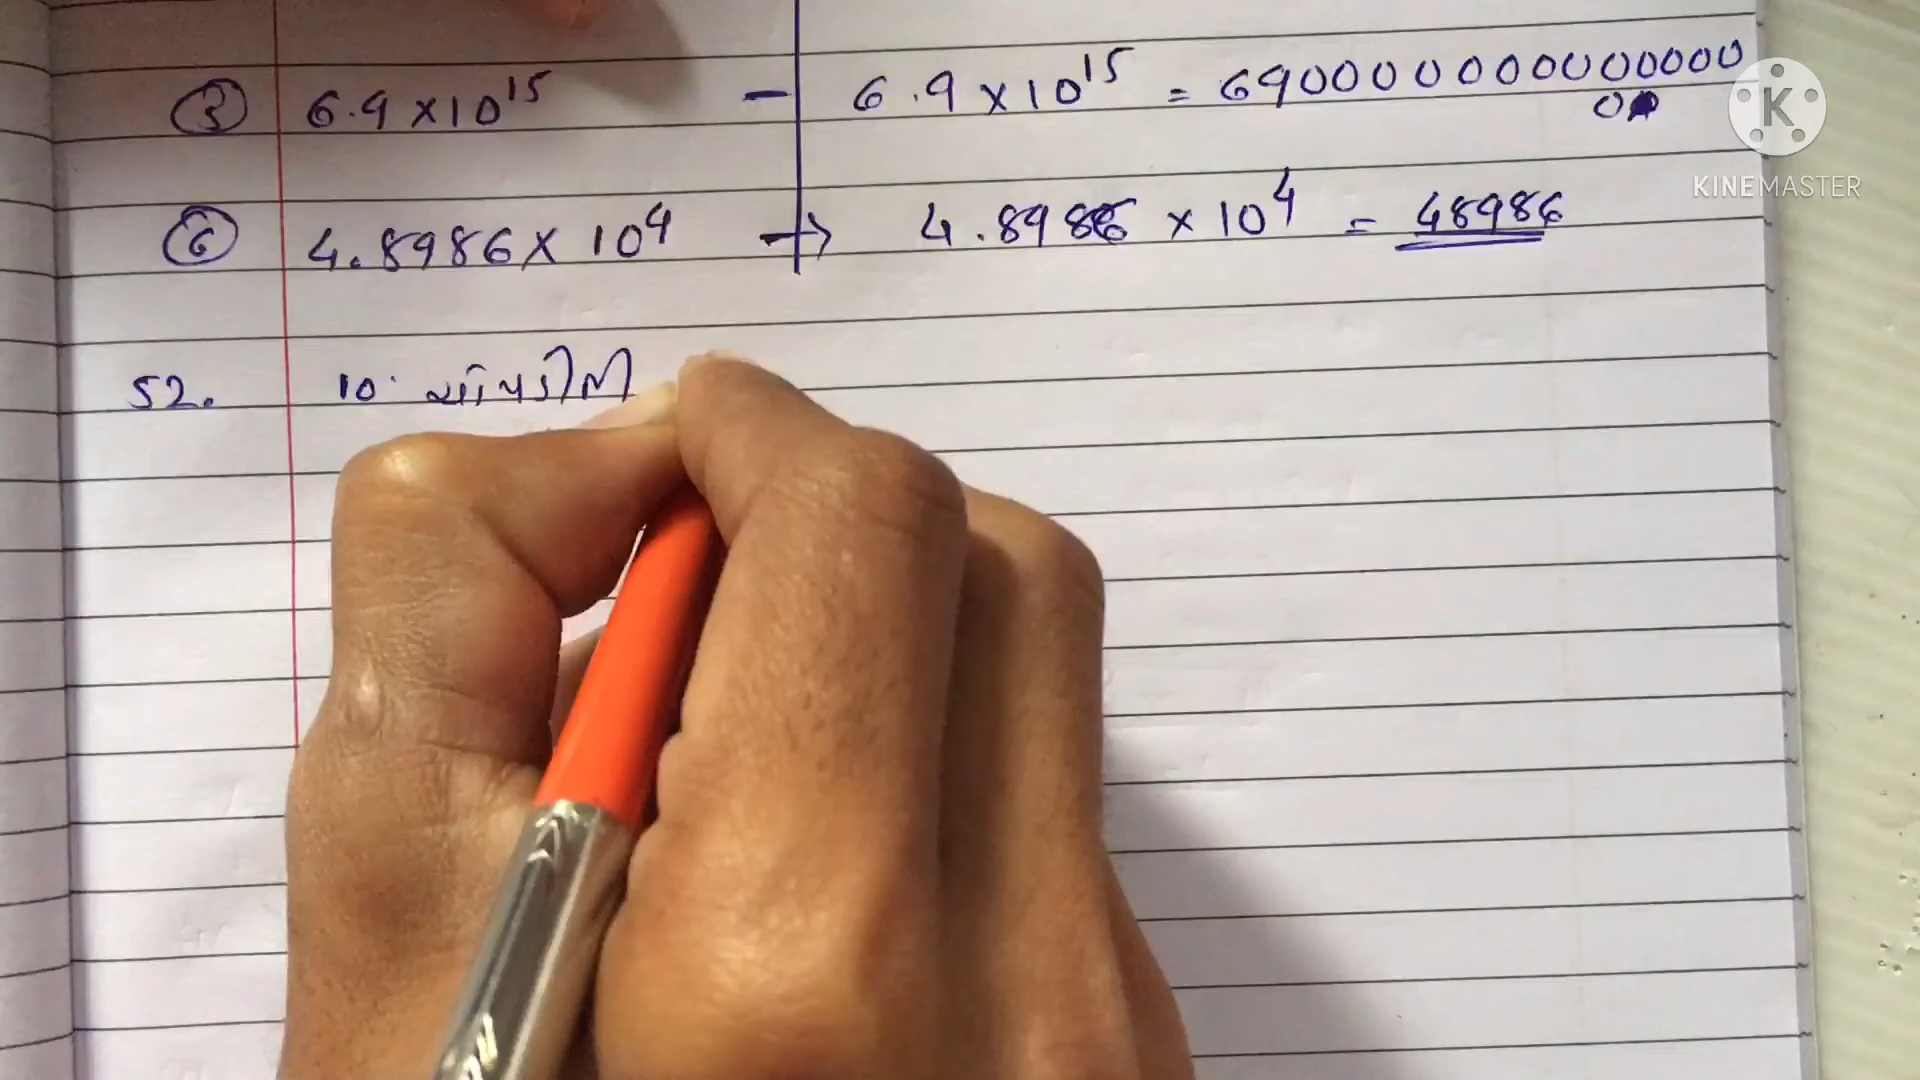 ③ 6.9 × 10¹⁵ – 6.9 × 10¹⁵ = 6900000000000000
⑥ 4.8986 × 10⁴ → 4.8986 × 10⁴ = 48986
52. 10 ચોપડીની
KINEMASTER